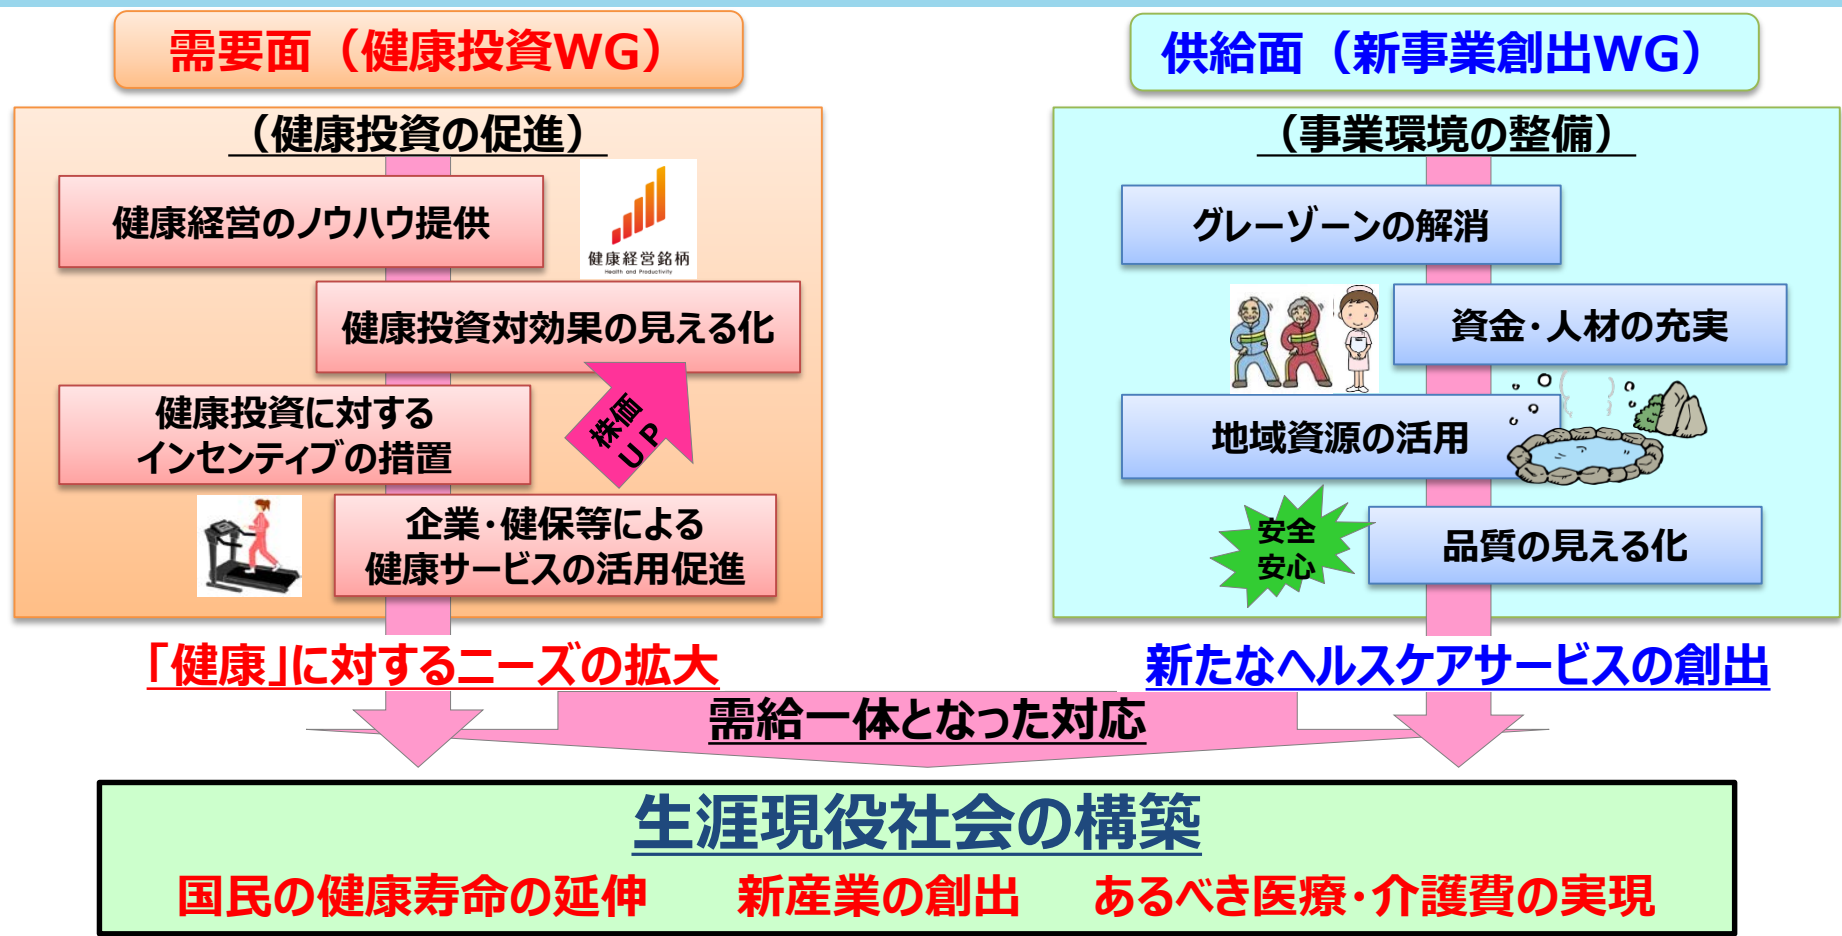 需要面（健康投資WG）
（健康投資の促進）
健康経営のノウハウ提供
健康経営銘柄
Health and Productivity
健康投資対効果の見える化
健康投資に対する
インセンティブの措置
株価
UP
企業・健保等による
健康サービスの活用促進
「健康」に対するニーズの拡大
供給面（新事業創出WG）
（事業環境の整備）
グレーゾーンの解消
資金・人材の充実
地域資源の活用
安全
安心
品質の見える化
新たなヘルスケアサービスの創出
需給一体となった対応
生涯現役社会の構築
国民の健康寿命の延伸　新産業の創出　あるべき医療・介護費の実現